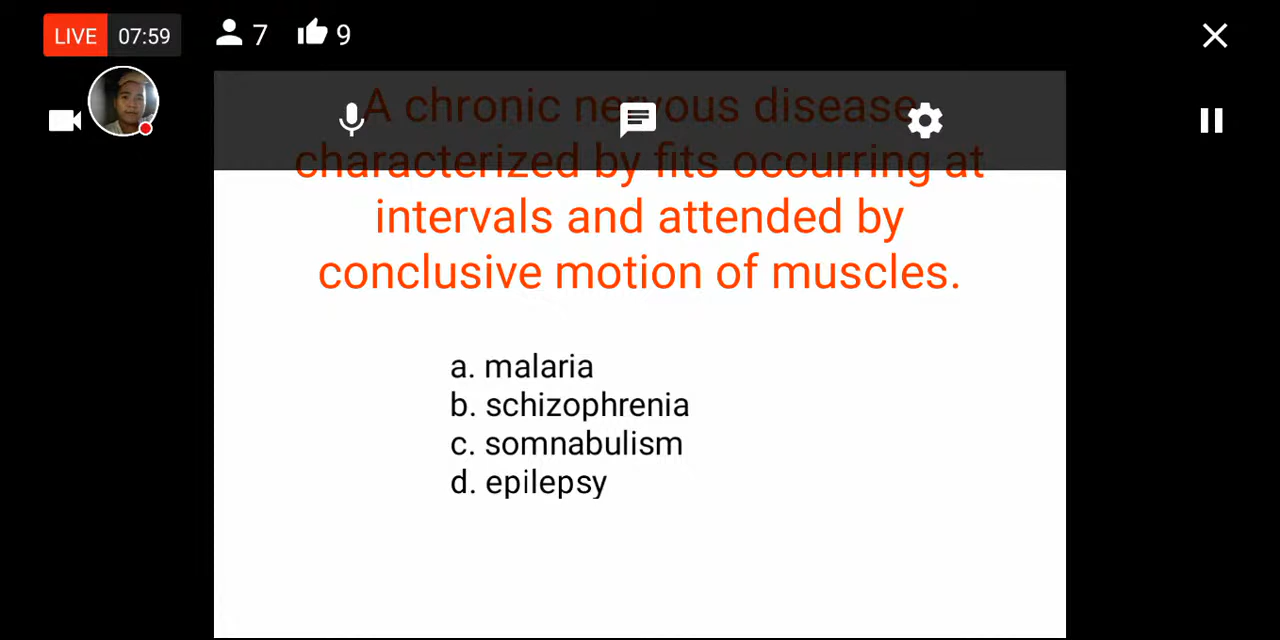 LIVE 07:59 7 9
A chronic nervous disease
characterized by fits occurring at
intervals and attended by
conclusive motion of muscles.
a. malaria
b. schizophrenia
c. somnabulism
d. epilepsy